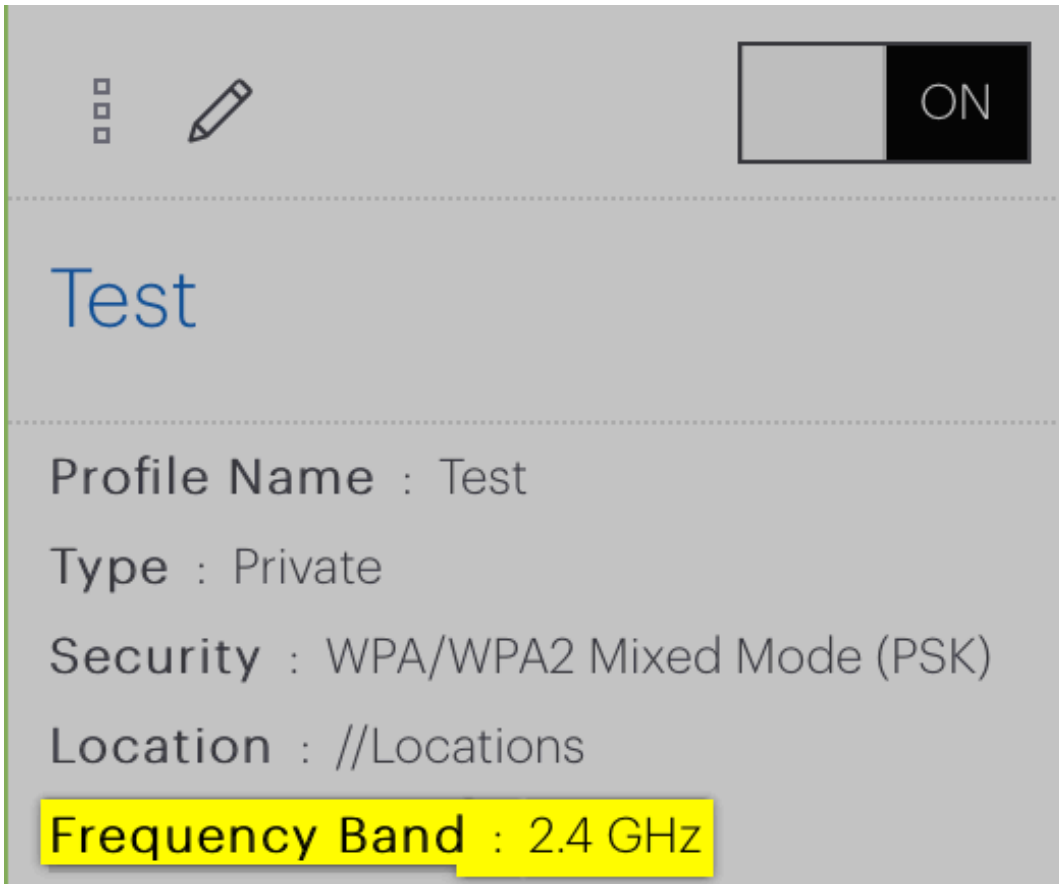 ON
Test
Profile Name : Test
Type : Private
Security : WPA/WPA2 Mixed Mode (PSK)
Location : //Locations
Frequency Band : 2.4 GHz